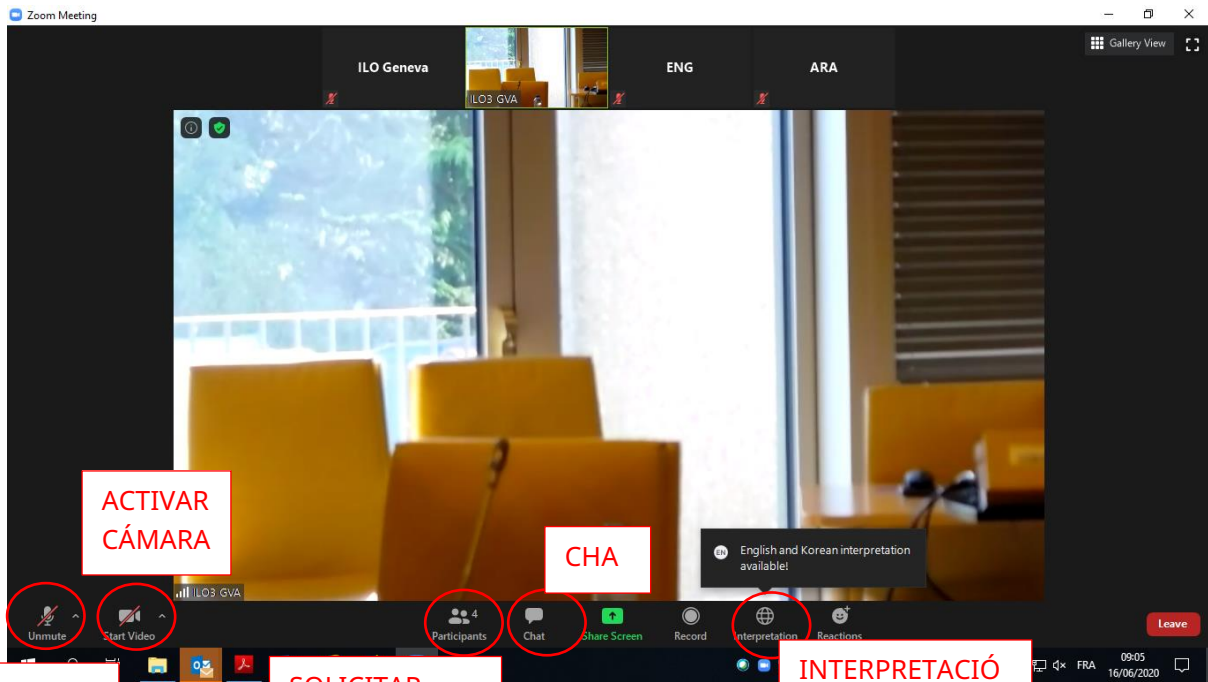 Zoom Meeting
Gallery View
ILO Geneva
ILO3 GVA
ENG
ARA
ACTIVAR
CÁMARA
CHA
EN English and Korean interpretation
available!
ILO3 GVA
Unmute
Start Video
4
Participants
Chat
Share Screen
Record
Interpretation
Reactions
Leave
SOLICITAR
INTERPRETACIÓ
FRA
09:05
16/06/2020